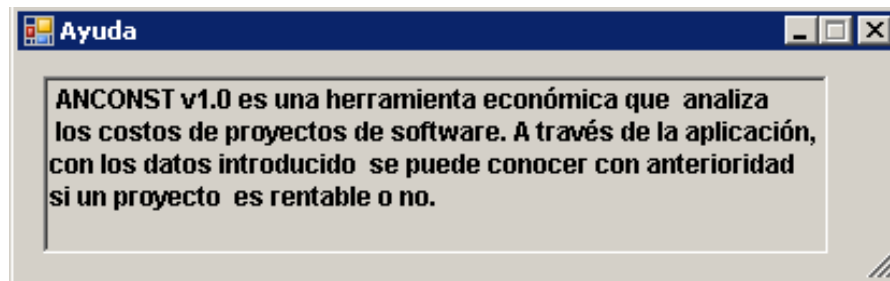 Ayuda
ANCONST v1.0 es una herramienta económica que analiza
los costos de proyectos de software. A través de la aplicación,
con los datos introducido se puede conocer con anterioridad
si un proyecto es rentable o no.